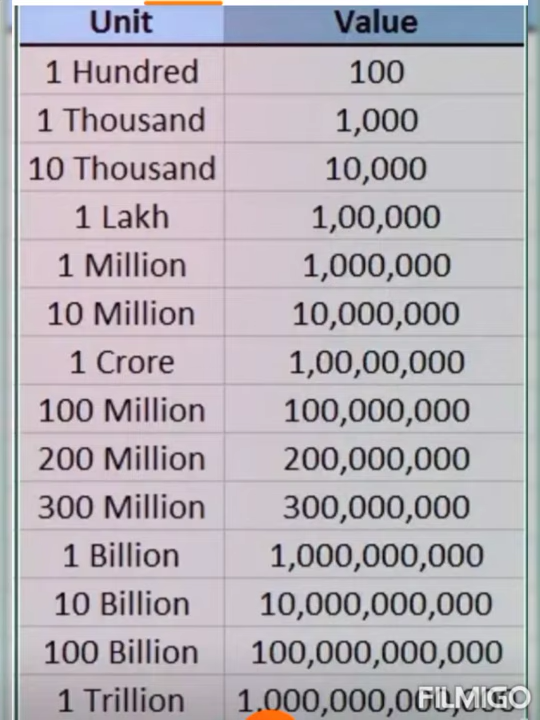 Unit Value
1 Hundred 100
1 Thousand 1,000
10 Thousand 10,000
1 Lakh 1,00,000
1 Million 1,000,000
10 Million 10,000,000
1 Crore 1,00,00,000
100 Million 100,000,000
200 Million 200,000,000
300 Million 300,000,000
1 Billion 1,000,000,000
10 Billion 10,000,000,000
100 Billion 100,000,000,000
1 Trillion
FILMIGO